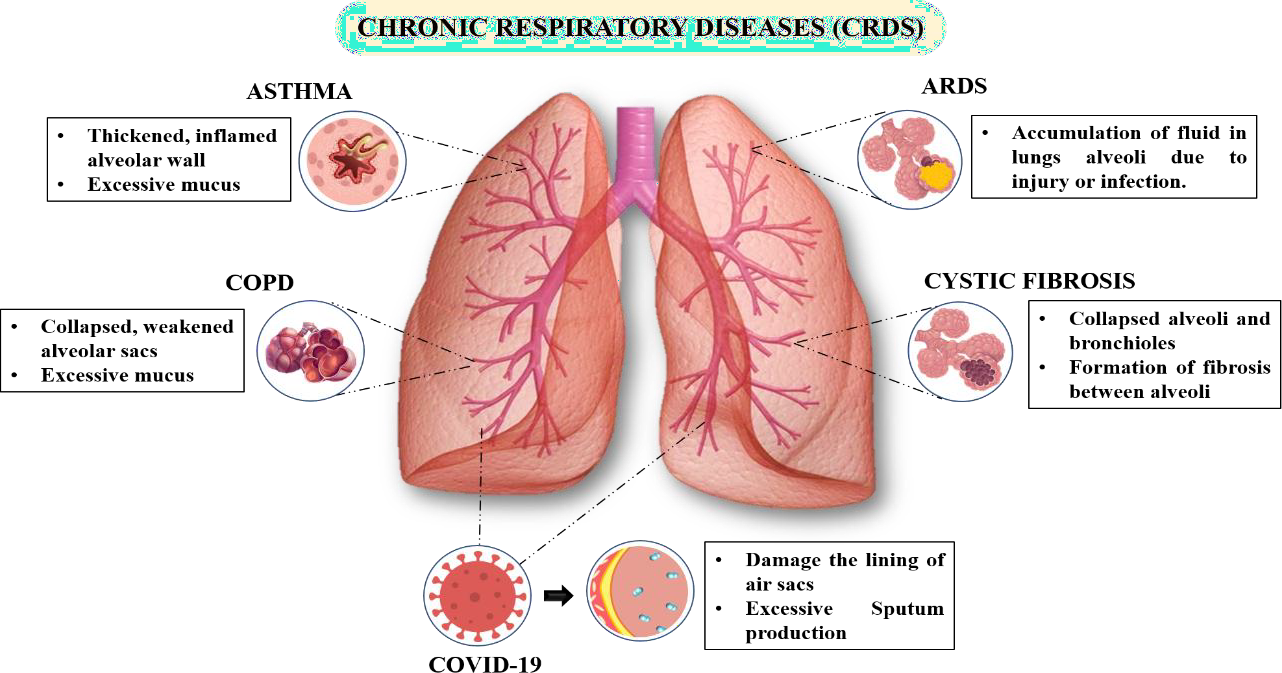 CHRONIC RESPIRATORY DISEASES (CRDS)
ASTHMA
• Thickened, inflamed
alveolar wall
• Excessive mucus
ARDS
• Accumulation of fluid in
lungs alveoli due to
injury or infection.
COPD
• Collapsed, weakened
alveolar sacs
• Excessive mucus
CYSTIC FIBROSIS
• Collapsed alveoli and
bronchioles
• Formation of fibrosis
between alveoli
COVID-19
• Damage the lining of
air sacs
• Excessive Sputum
production